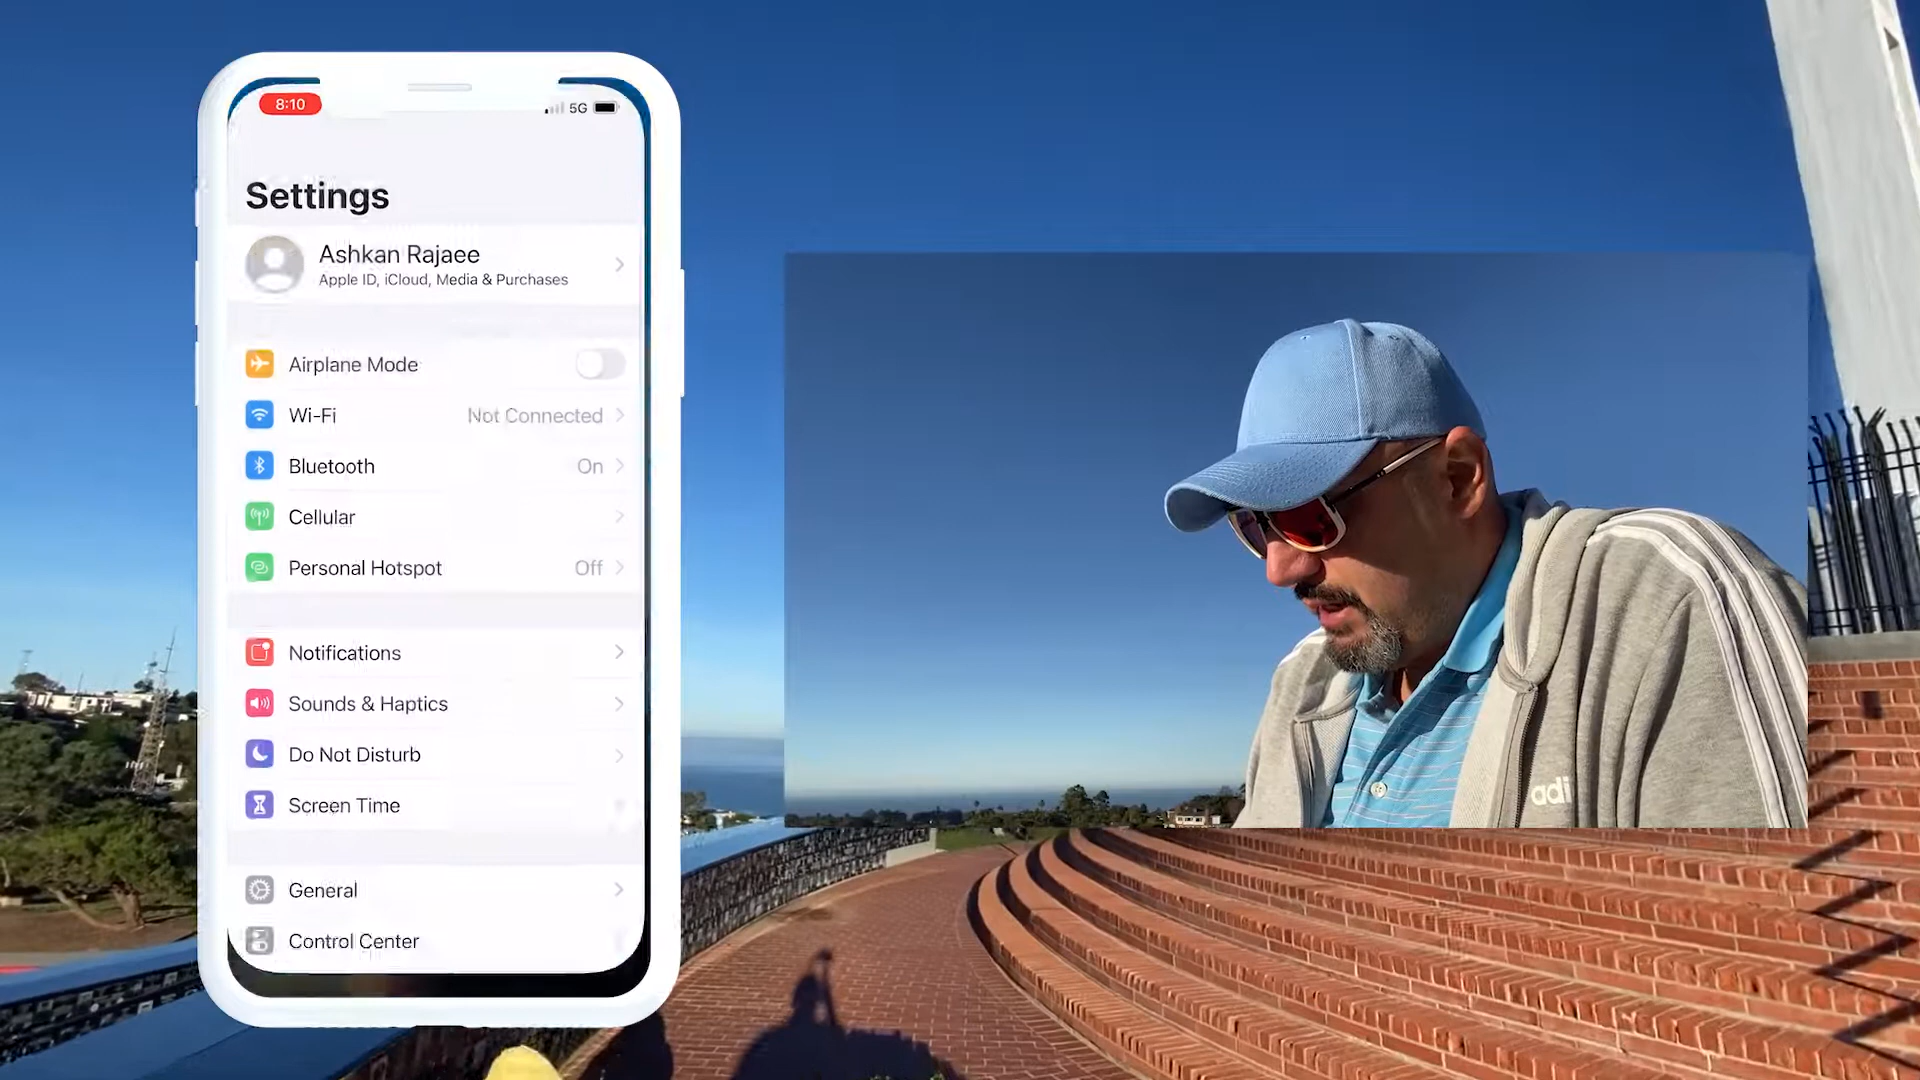 8:10
5G
Settings
Ashkan Rajaee
Apple ID, iCloud, Media & Purchases
Airplane Mode
Wi-Fi Not Connected
Bluetooth On
Cellular
Personal Hotspot Off
Notifications
Sounds & Haptics
Do Not Disturb
Screen Time
General
Control Center
adi